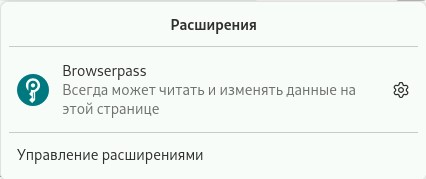 Расширения
Browserpass
Всегда может читать и изменять данные на
этой странице
Управление расширениями